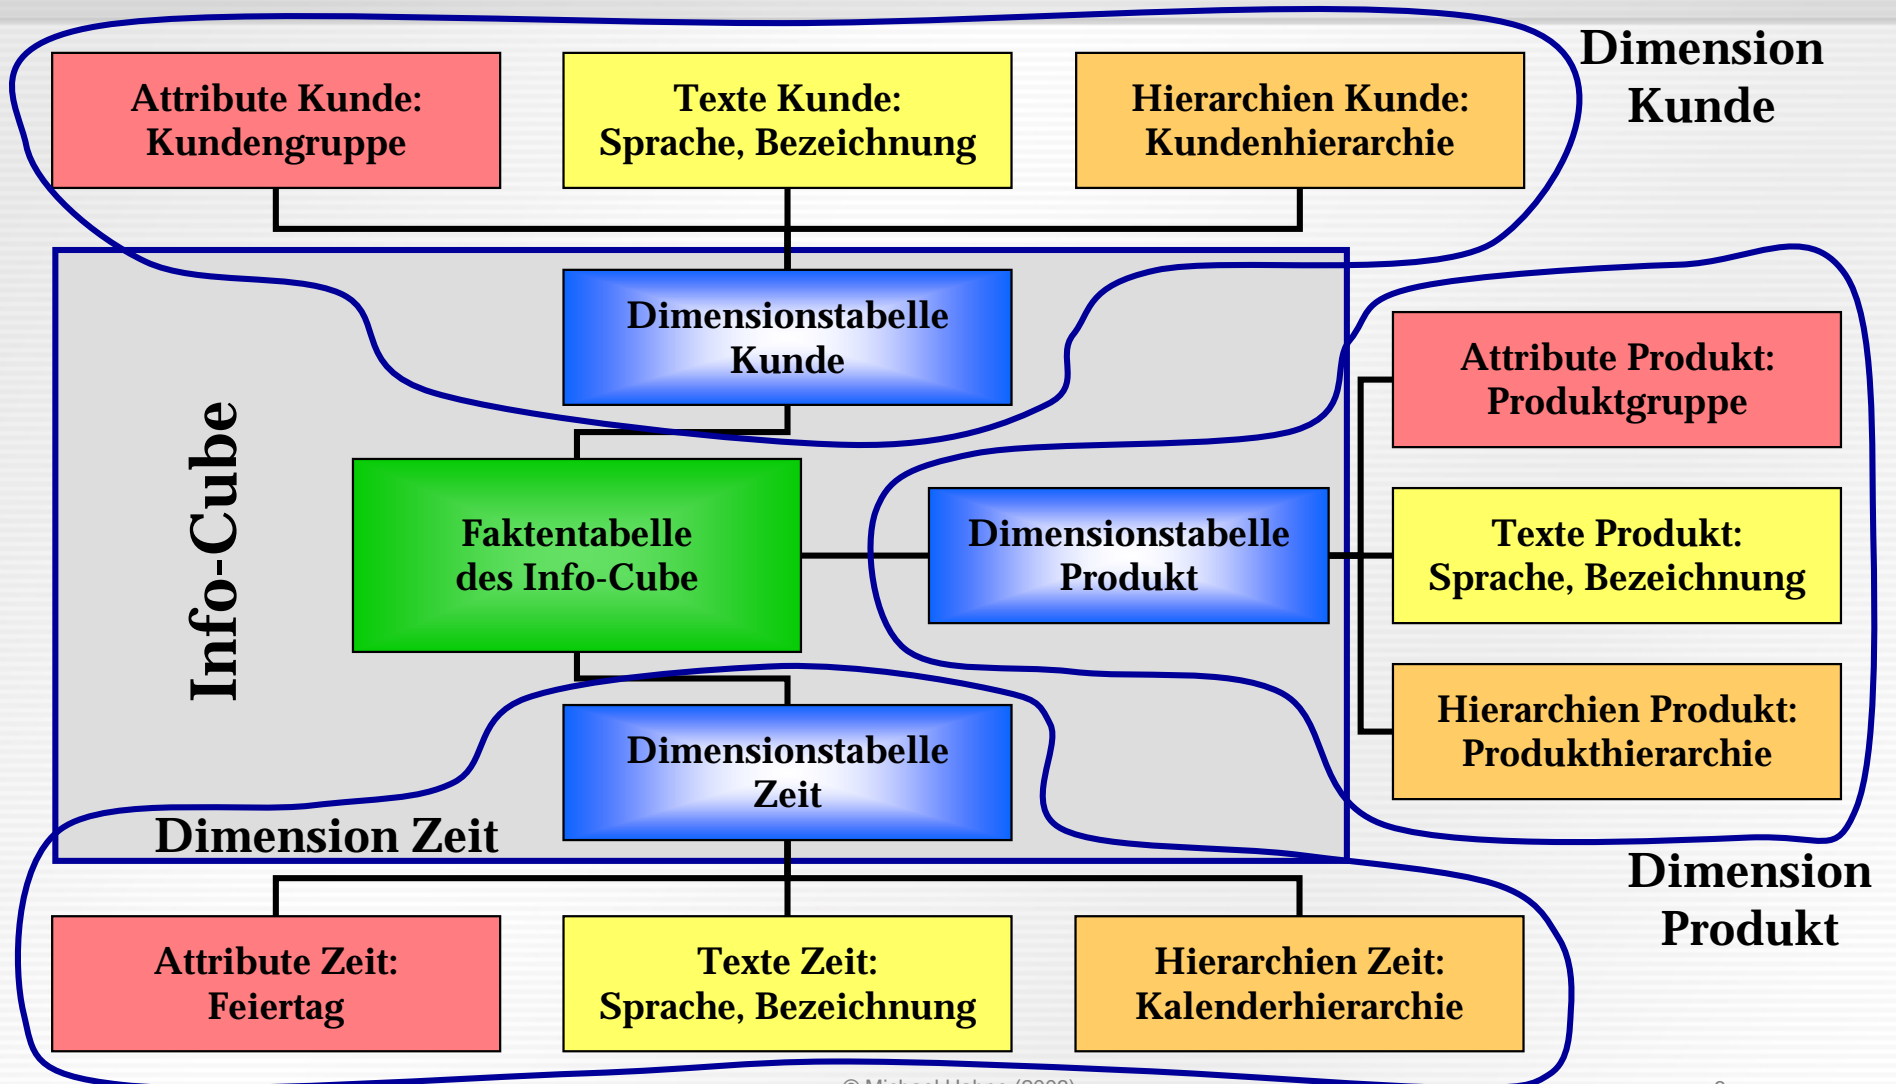 Dimension
Kunde
Attribute Kunde:
Kundengruppe
Texte Kunde:
Sprache, Bezeichnung
Hierarchien Kunde:
Kundenhierarchie
Dimensionstabelle
Kunde
Info-Cube
Faktentabelle
des Info-Cube
Dimensionstabelle
Produkt
Attribute Produkt:
Produktgruppe
Texte Produkt:
Sprache, Bezeichnung
Hierarchien Produkt:
Produkthierarchie
Dimensionstabelle
Zeit
Dimension Zeit
Dimension
Produkt
Attribute Zeit:
Feiertag
Texte Zeit:
Sprache, Bezeichnung
Hierarchien Zeit:
Kalenderhierarchie
© Michael